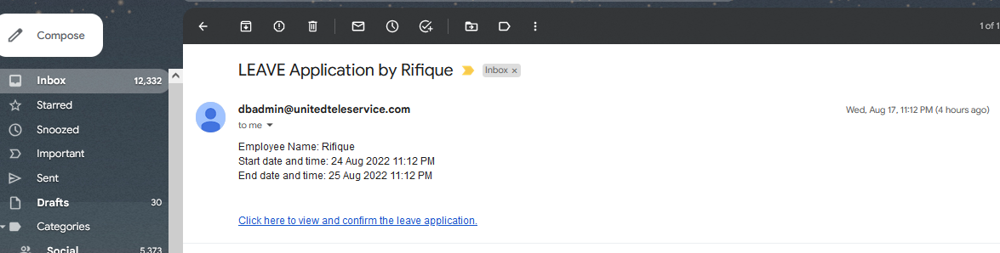 Compose
Inbox 12,332
Starred
Snoozed
Important
Sent
Drafts 30
Categories
Social 5,373
1 of 1
LEAVE Application by Rifique Inbox ×
dbadmin@unitedteleservice.com Wed, Aug 17, 11:12 PM (4 hours ago)
to me
Employee Name: Rifique
Start date and time: 24 Aug 2022 11:12 PM
End date and time: 25 Aug 2022 11:12 PM
Click here to view and confirm the leave application.